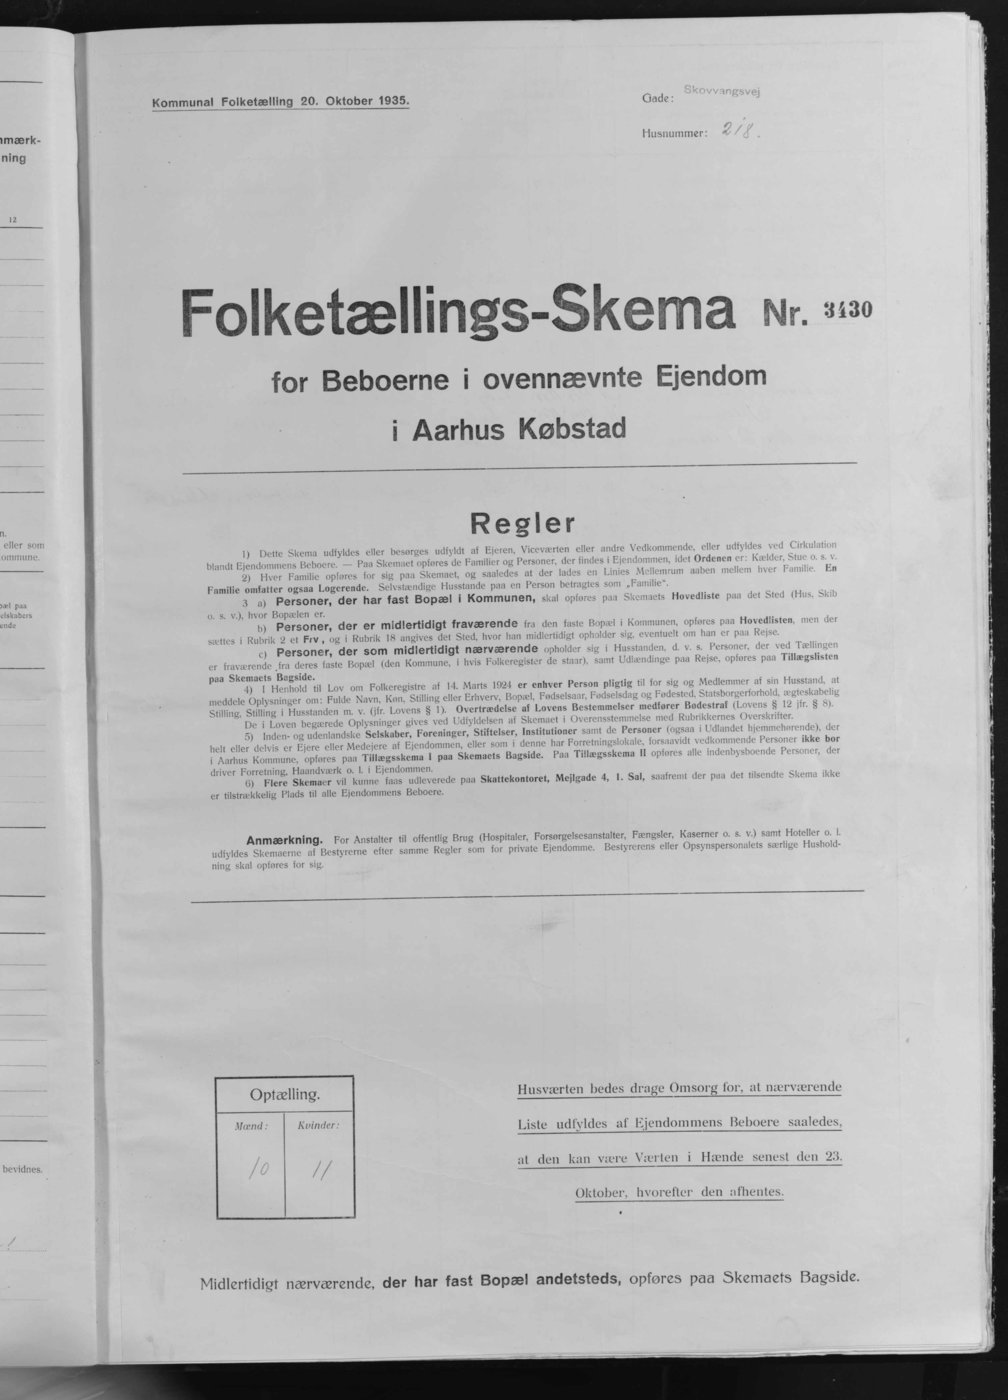 Kommunal Folketælling 20. Oktober 1935.
Gade: Skovvangsvej
Husnummer: 218.
mærk-
ning
12
Folketællings-Skema Nr. 3430
for Beboerne i ovennævnte Ejendom
i Aarhus Købstad
Regler
1) Dette Skema udfyldes eller besørges udfyldt af Ejeren, Viceværten eller andre Vedkommende, eller udfyldes ved Cirkulation
blandt Ejendommens Beboere. — Paa Skemaet opføres de Familier og Personer, der findes i Ejendommen, idet Ordenen er: Kælder, Stue o. s. v.
2) Hver Familie opføres for sig paa Skemaet, og saaledes at der lades en Linies Mellemrum aaben mellem hver Familie. En
Familie omfatter ogsaa Logerende. Selvstændige Husstande paa en Person betragtes som „Familie“.
3 a) Personer, der har fast Bopæl i Kommunen, skal opføres paa Skemaets Hovedliste paa det Sted (Hus, Skib
o. s. v.), hvor Bopælen er.
b) Personer, der er midlertidigt fraværende fra den faste Bopæl i Kommunen, opføres paa Hovedlisten, men der
sættes i Rubrik 2 et Frv, og i Rubrik 18 angives det Sted, hvor han midlertidigt opholder sig, eventuelt om han er paa Rejse.
c) Personer, der som midlertidigt nærværende opholder sig i Husstanden, d. v. s. Personer, der ved Tællingen
er fraværende fra deres faste Bopæl (den Kommune, i hvis Folkeregister de staar), samt Udlændinge paa Rejse, opføres paa Tillægslisten
paa Skemaets Bagside.
4) I Henhold til Lov om Folkeregistre af 14. Marts 1924 er enhver Person pligtig til for sig og Medlemmer af sin Husstand, at
meddele Oplysninger om: Fulde Navn, Køn, Stilling eller Erhverv, Bopæl, Fødselsaar, Fødselsdag og Fødested, Statsborgerforhold, ægteskabelig
Stilling, Stilling i Husstanden m. v. (jfr. Lovens § 1). Overtrædelse af Lovens Bestemmelser medfører Bødestraf (Lovens § 12 jfr. § 8).
De i Loven begærede Oplysninger gives ved Udfyldelsen af Skemaet i Overensstemmelse med Rubrikkernes Overskrifter.
5) Inden- og udenlandske Selskaber, Foreninger, Stiftelser, Institutioner samt de Personer (ogsaa i Udlandet hjemmehørende), der
helt eller delvis er Ejere eller Medejere af Ejendommen, eller som i denne har Forretningslokale, forsaavidt vedkommende Personer ikke bor
i Aarhus Kommune, opføres paa Tillægsskema I paa Skemaets Bagside. Paa Tillægsskema II opføres alle indenbysboende Personer, der
driver Forretning, Haandværk o. l. i Ejendommen.
6) Flere Skemaer vil kunne faas udleverede paa Skattekontoret, Mejlgade 4, 1. Sal, saafremt der paa det tilsendte Skema ikke
er tilstrækkelig Plads til alle Ejendommens Beboere.
Anmærkning. For Anstalter til offentlig Brug (Hospitaler, Forsørgelsesanstalter, Fængsler, Kaserner o. s. v.) samt Hoteller o. l.
udfyldes Skemaerne af Bestyrerne efter samme Regler som for private Ejendomme. Bestyrerens eller Opsynspersonalets særlige Hushold-
ning skal opføres for sig.
n.
eller som
ommune.
pæl paa
elskabers
ende
Optælling.
Mænd: Kvinder:
10 11
Husværten bedes drage Omsorg for, at nærværende
Liste udfyldes af Ejendommens Beboere saaledes,
at den kan være Værten i Hænde senest den 23.
Oktober, hvorefter den afhentes.
bevidnes.
Midlertidigt nærværende, der har fast Bopæl andetsteds, opføres paa Skemaets Bagside.